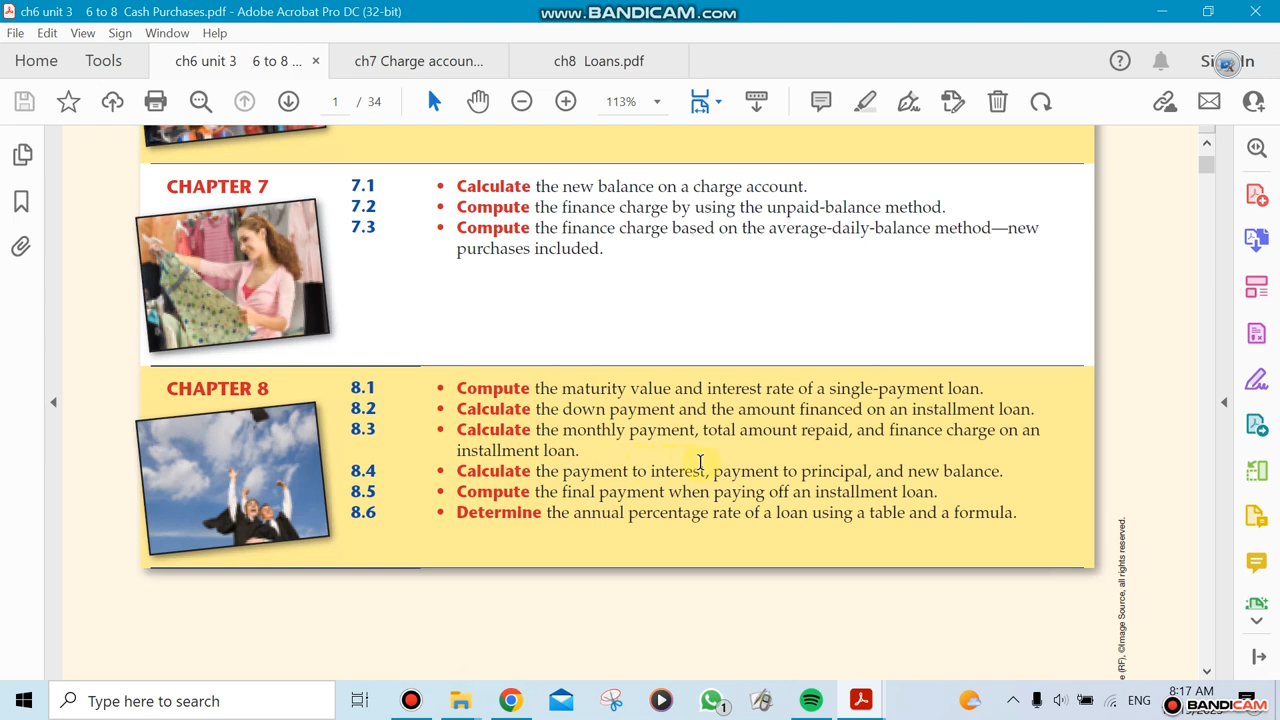 ch6 unit 3 6 to 8 Cash Purchases.pdf - Adobe Acrobat Pro DC (32-bit)
www.BANDICAM.com
File Edit View Sign Window Help
Home Tools ch6 unit 3 6 to 8 ... × ch7 Charge accoun... ch8 Loans.pdf
1 / 34 113%
CHAPTER 7
7.1 • Calculate the new balance on a charge account.
7.2 • Compute the finance charge by using the unpaid-balance method.
7.3 • Compute the finance charge based on the average-daily-balance method—new
purchases included.
CHAPTER 8
8.1 • Compute the maturity value and interest rate of a single-payment loan.
8.2 • Calculate the down payment and the amount financed on an installment loan.
8.3 • Calculate the monthly payment, total amount repaid, and finance charge on an
installment loan.
8.4 • Calculate the payment to interest, payment to principal, and new balance.
8.5 • Compute the final payment when paying off an installment loan.
8.6 • Determine the annual percentage rate of a loan using a table and a formula.
(RF), ©Image Source, all rights reserved.
Type here to search
1
ENG
8:17 AM
BANDICAM